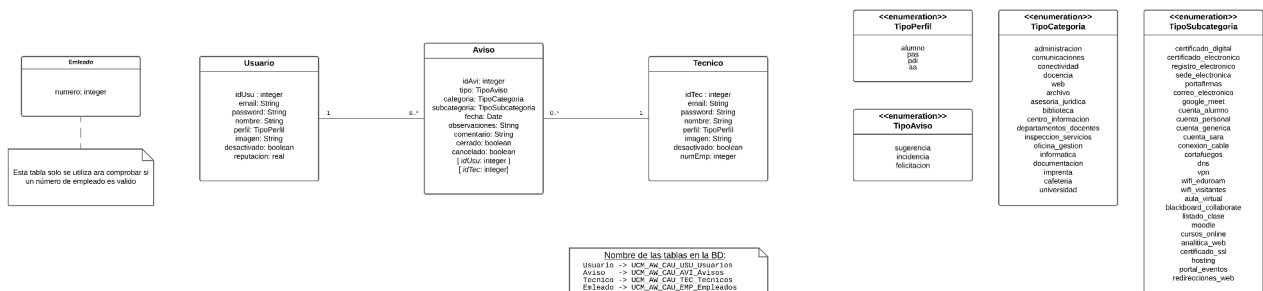 Emleado
numero: integer
Esta tabla solo se utiliza ara comprobar si
un número de empleado es valido
Usuario
idUsu : integer
email: String
password: String
nombre: String
perfil: TipoPerfil
imagen: String
desactivado: boolean
reputacion: real
1
0..*
Aviso
idAvi: integer
tipo: TipoAviso
categoria: TipoCategoria
subcategoria: TipoSubcategoria
fecha: Date
observaciones: String
comentario: String
cerrado: boolean
cancelado: boolean
[ idUsu: integer ]
[ idTec: integer]
0..*
1
Tecnico
idTec : integer
email: String
password: String
nombre: String
perfil: TipoPerfil
imagen: String
desactivado: boolean
numEmp: integer
Nombre de las tablas en la BD:
Usuario -> UCM_AW_CAU_USU_Usuarios
Aviso -> UCM_AW_CAU_AVI_Avisos
Tecnico -> UCM_AW_CAU_TEC_Tecnicos
Emleado -> UCM_AW_CAU_EMP_Empleados
<<enumeration>>
TipoPerfil
alumno
pas
pdi
aa
<<enumeration>>
TipoAviso
sugerencia
incidencia
felicitacion
<<enumeration>>
TipoCategoria
administracion
comunicaciones
conectividad
docencia
web
archivo
asesoria_juridica
biblioteca
centro_informacion
departamentos_docentes
inspeccion_servicios
oficina_gestion
informatica
documentacion
imprenta
cafeteria
universidad
<<enumeration>>
TipoSubcategoria
certificado_digital
certificado_electronico
registro_electronico
sede_electronica
portafirmas
correo_electronico
google_meet
cuenta_alumno
cuenta_personal
cuenta_generica
cuenta_sara
conexion_cable
cortafuegos
dns
vpn
wifi_eduroam
wifi_visitantes
aula_virtual
blackboard_collaborate
listado_clase
moodle
cursos_online
analitica_web
certificado_ssl
hosting
portal_eventos
redirecciones_web